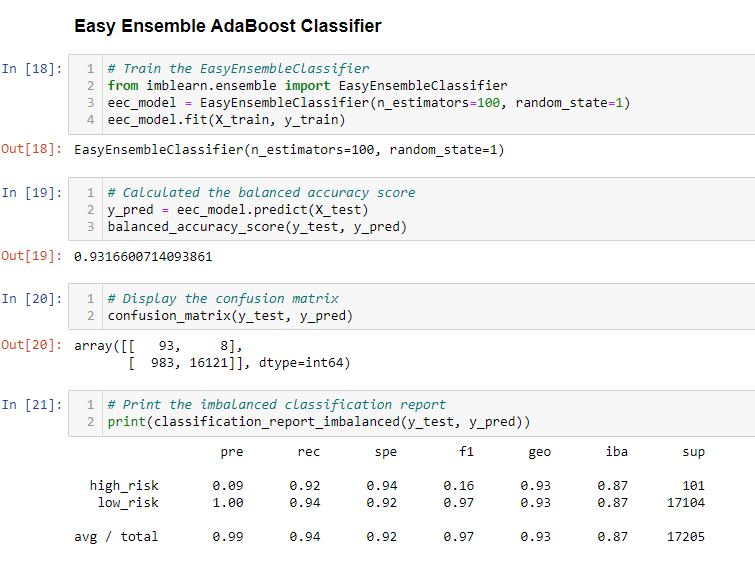 Easy Ensemble AdaBoost Classifier
In [18]: 1 # Train the EasyEnsembleClassifier
2 from imblearn.ensemble import EasyEnsembleClassifier
3 eec_model = EasyEnsembleClassifier(n_estimators=100, random_state=1)
4 eec_model.fit(X_train, y_train)
Out[18]: EasyEnsembleClassifier(n_estimators=100, random_state=1)
In [19]: 1 # Calculated the balanced accuracy score
2 y_pred = eec_model.predict(X_test)
3 balanced_accuracy_score(y_test, y_pred)
Out[19]: 0.9316600714093861
In [20]: 1 # Display the confusion matrix
2 confusion_matrix(y_test, y_pred)
Out[20]: array([[   93,     8],
[  983, 16121]], dtype=int64)
In [21]: 1 # Print the imbalanced classification report
2 print(classification_report_imbalanced(y_test, y_pred))
pre rec spe f1 geo iba sup
high_risk 0.09 0.92 0.94 0.16 0.93 0.87 101
low_risk 1.00 0.94 0.92 0.97 0.93 0.87 17104
avg / total 0.99 0.94 0.92 0.97 0.93 0.87 17205